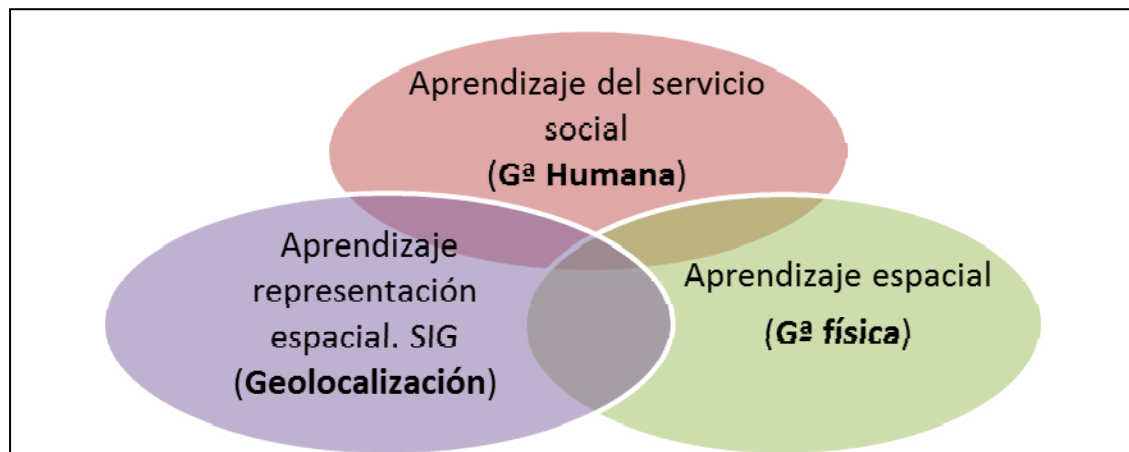 Aprendizaje del servicio
social
(Gª Humana)
Aprendizaje
representación
espacial. SIG
(Geolocalización)
Aprendizaje espacial
(Gª física)